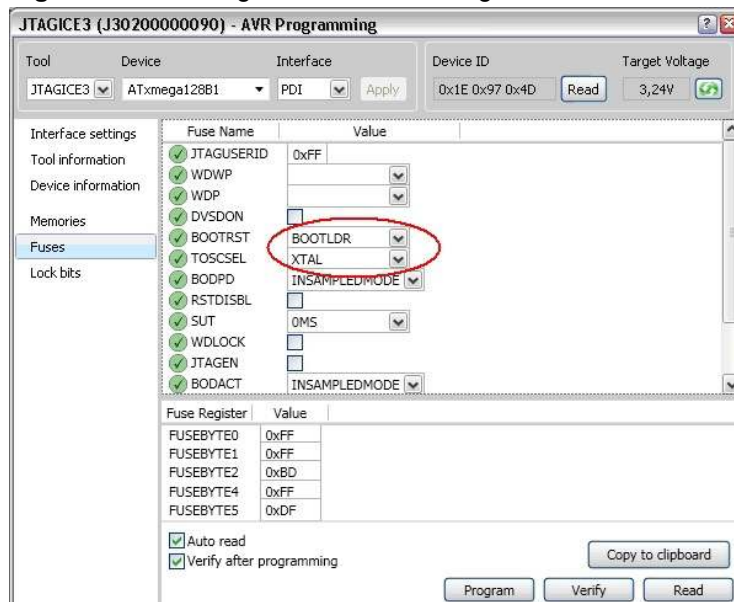 JTAGICE3 (J30200000090) - AVR Programming
Tool Device Interface Device ID Target Voltage
JTAGICE3 ATxmega128B1 PDI Apply 0x1E 0x97 0x4D Read 3,24V
Interface settings
Tool information
Device information
Memories
Fuses
Lock bits
Fuse Name Value
JTAGUSERID 0xFF
WDWP
WDP
DVSDON
BOOTRST BOOTLDR
TOSCSEL XTAL
BODPD INSAMPLEDMODE
RSTDISBL
SUT 0MS
WDLOCK
JTAGEN
BODACT INSAMPLEDMODE
Fuse Register Value
FUSEBYTE0 0xFF
FUSEBYTE1 0xFF
FUSEBYTE2 0xBD
FUSEBYTE4 0xFF
FUSEBYTE5 0xDF
Auto read
Verify after programming
Copy to clipboard
Program Verify Read